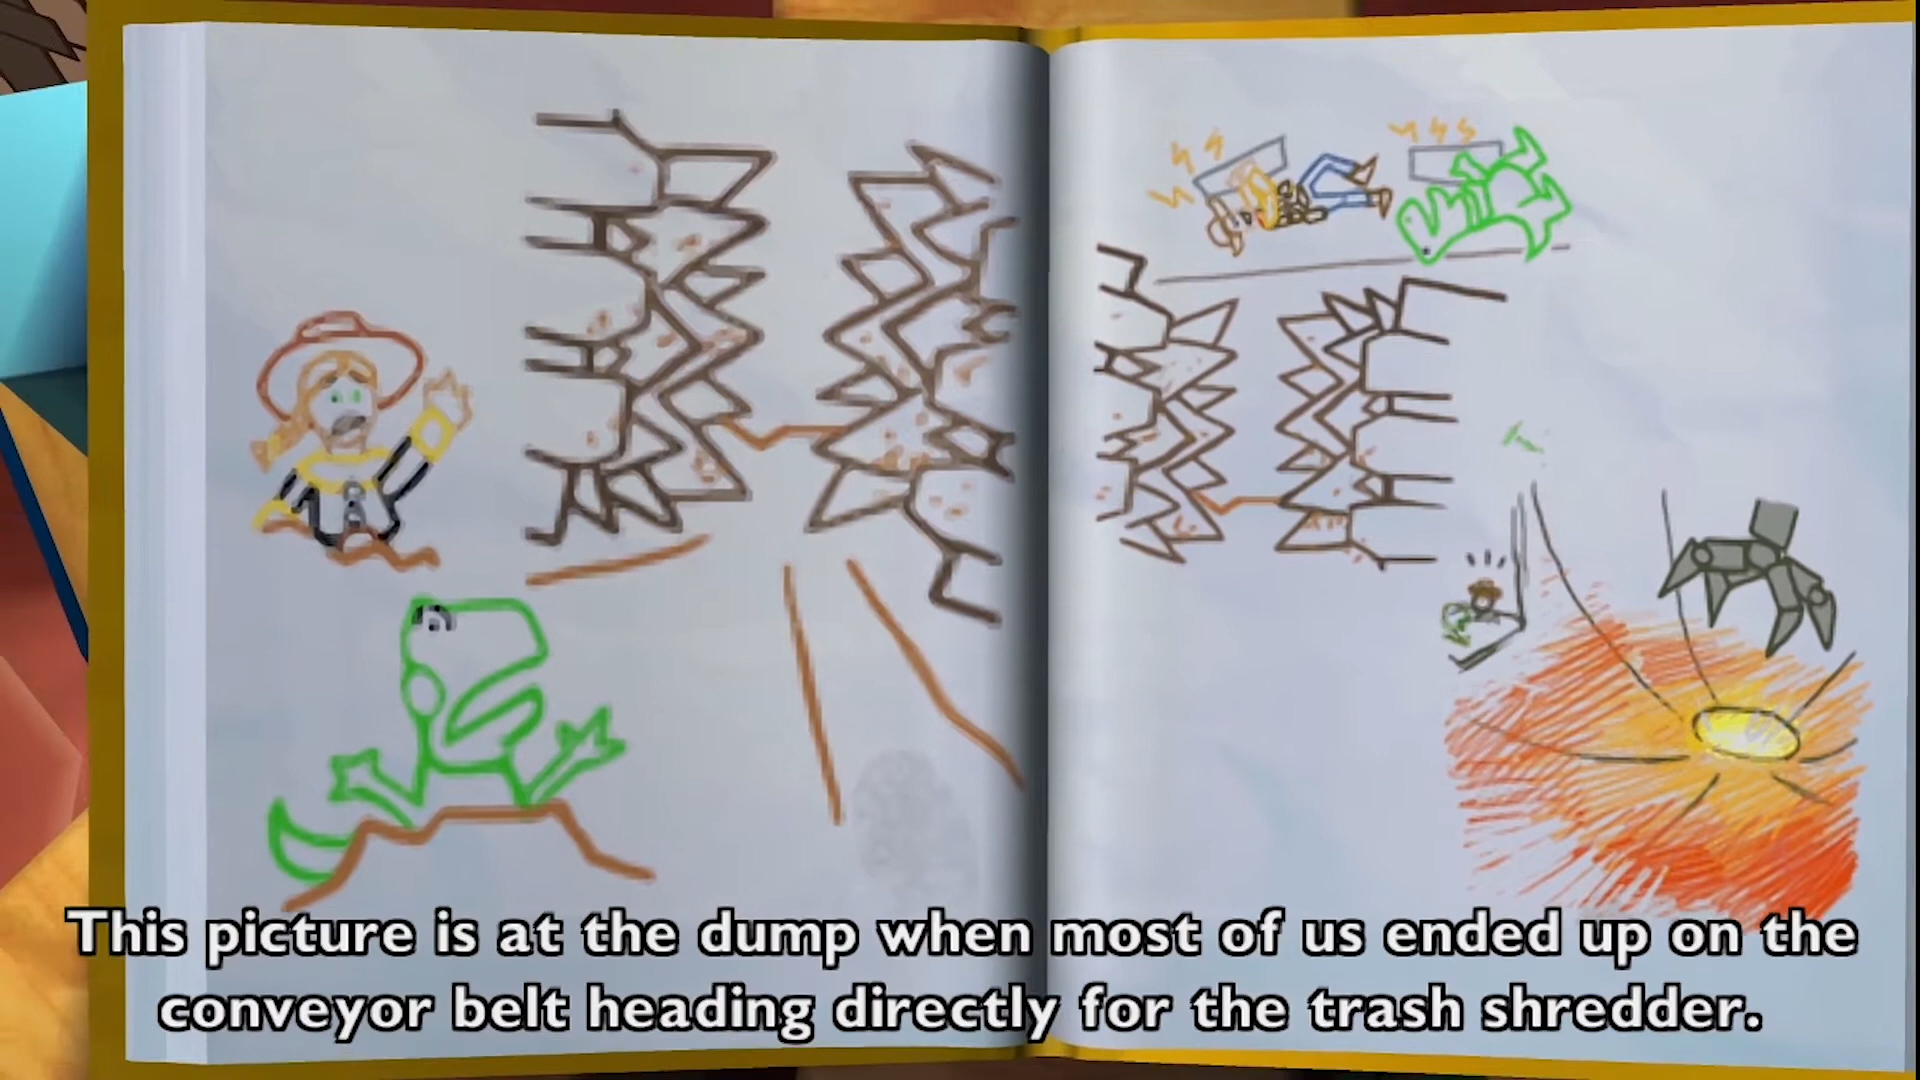 This picture is at the dump when most of us ended up on the
conveyor belt heading directly for the trash shredder.